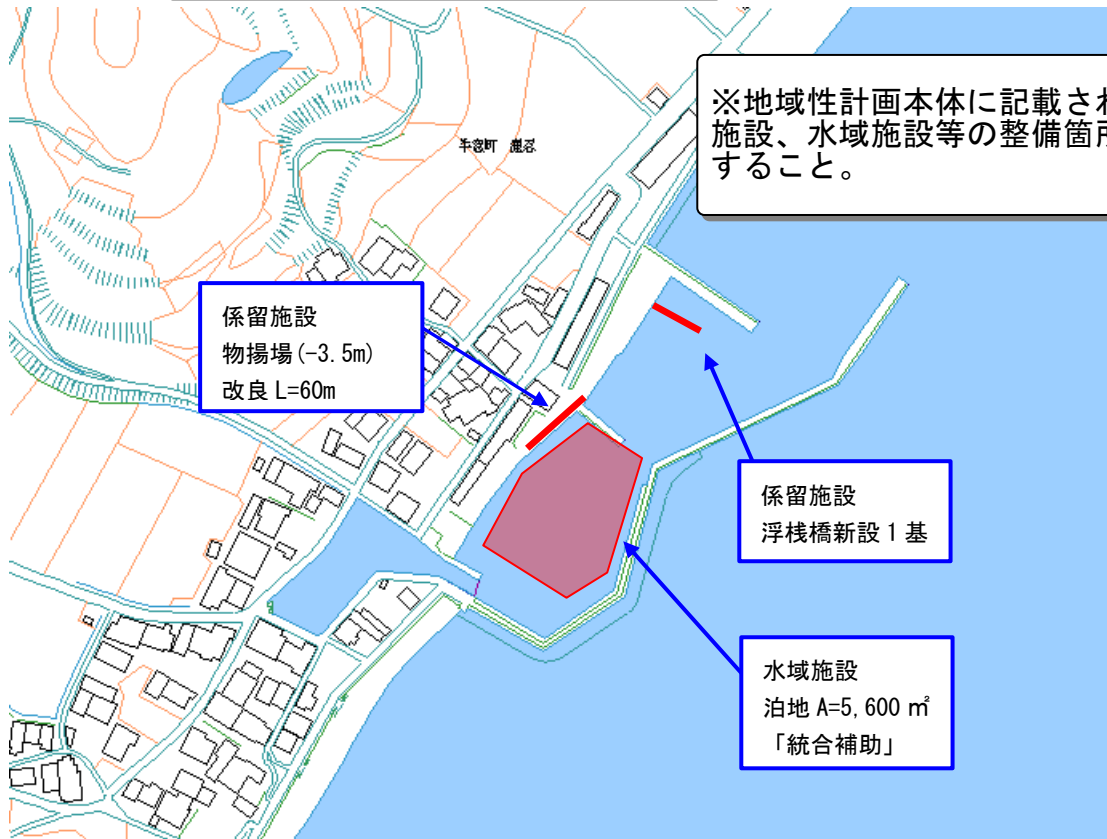 ※地域性計画本体に記載され
施設、水域施設等の整備箇所
すること。
係留施設
物揚場(-3.5m)
改良 L=60m
係留施設
浮桟橋新設 1 基
水域施設
泊地 A=5,600 ㎡
「統合補助」